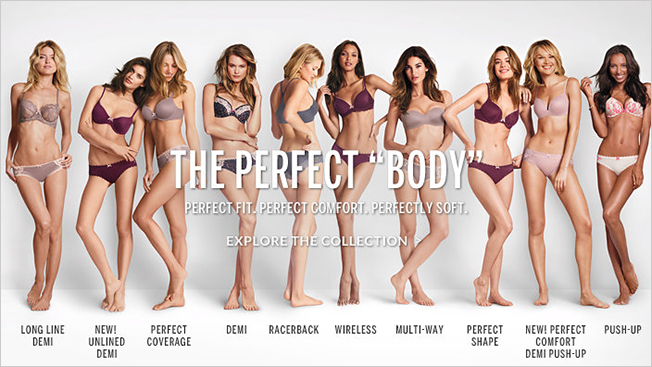 THE PERFECT “BODY”
PERFECT FIT. PERFECT COMFORT. PERFECTLY SOFT.
EXPLORE THE COLLECTION >
LONG LINE
DEMI
NEW!
UNLINED
DEMI
PERFECT
COVERAGE
DEMI
RACERBACK
WIRELESS
MULTI-WAY
PERFECT
SHAPE
NEW! PERFECT
COMFORT
DEMI PUSH-UP
PUSH-UP